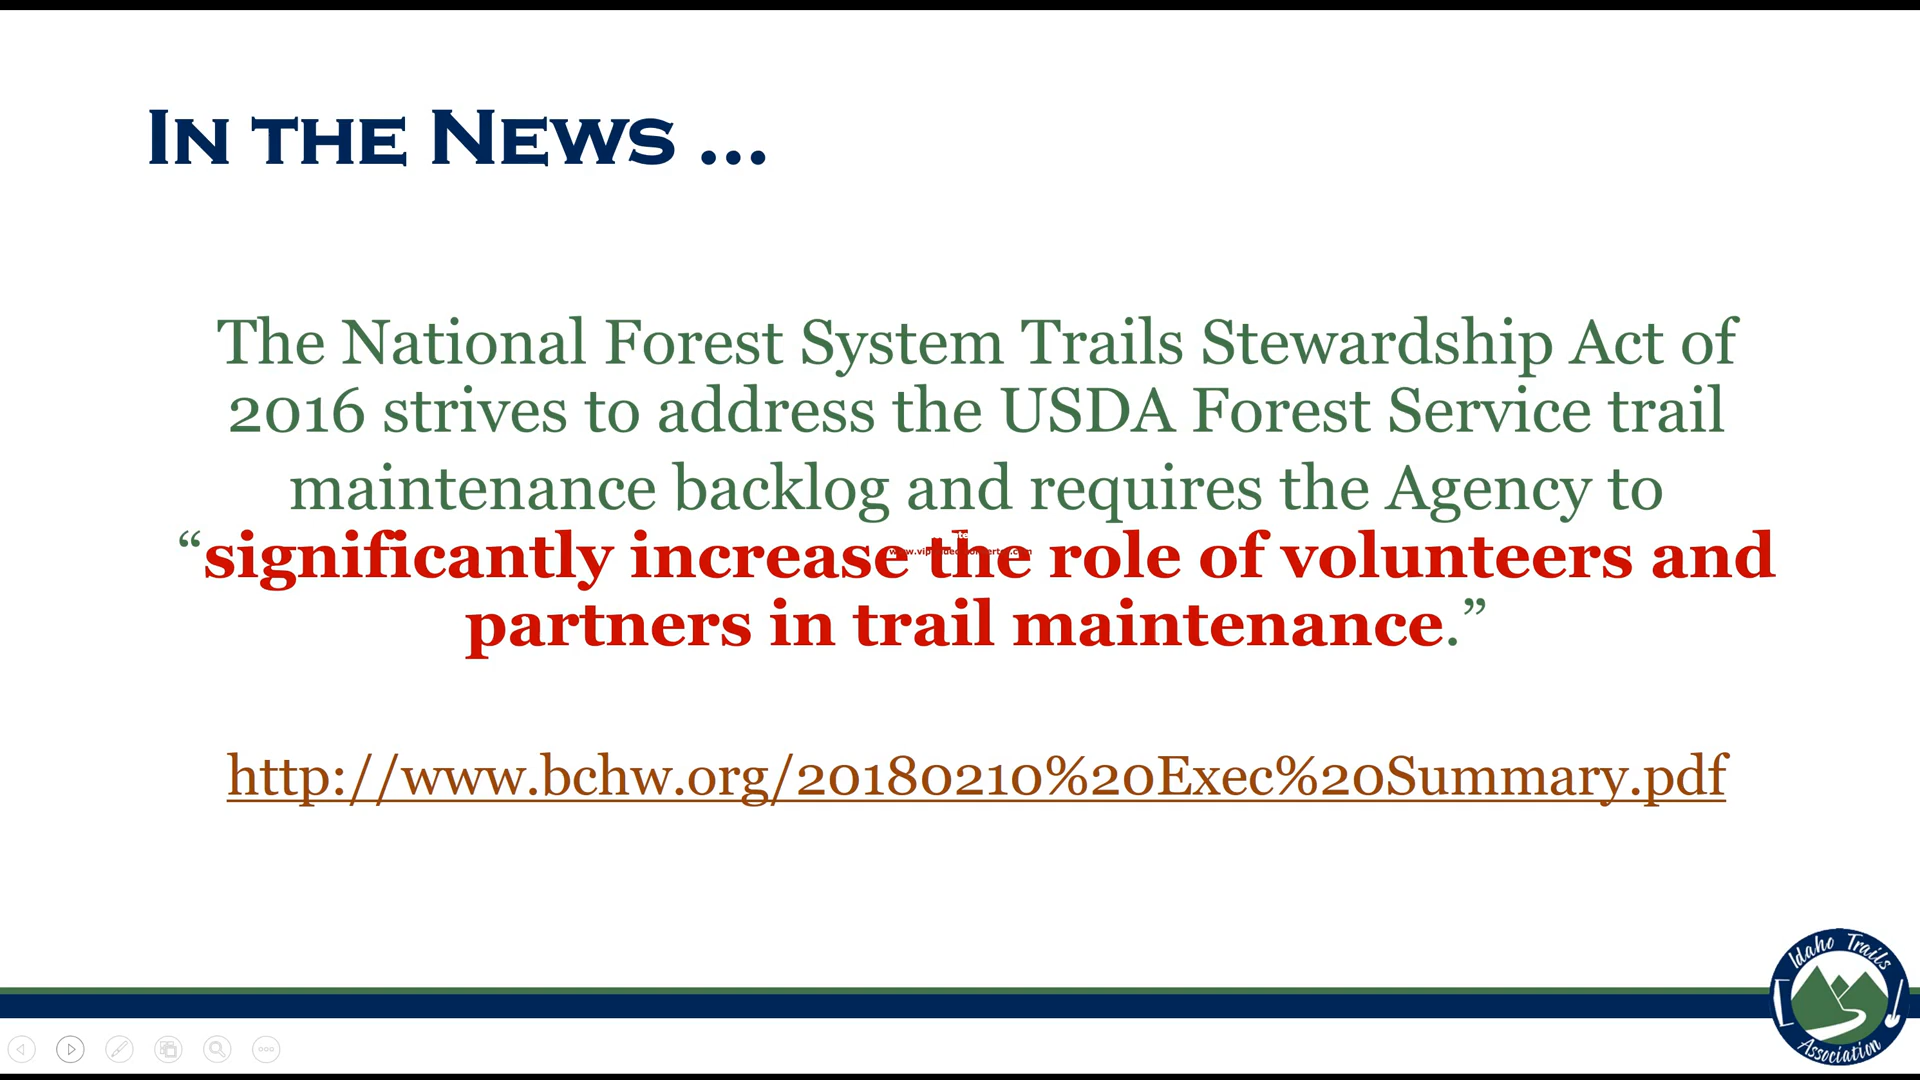 IN THE NEWS ...
The National Forest System Trails Stewardship Act of
2016 strives to address the USDA Forest Service trail
maintenance backlog and requires the Agency to
“significantly increase the role of volunteers and
partners in trail maintenance.”
http://www.bchw.org/20180210%20Exec%20Summary.pdf
Idaho Trails
Association